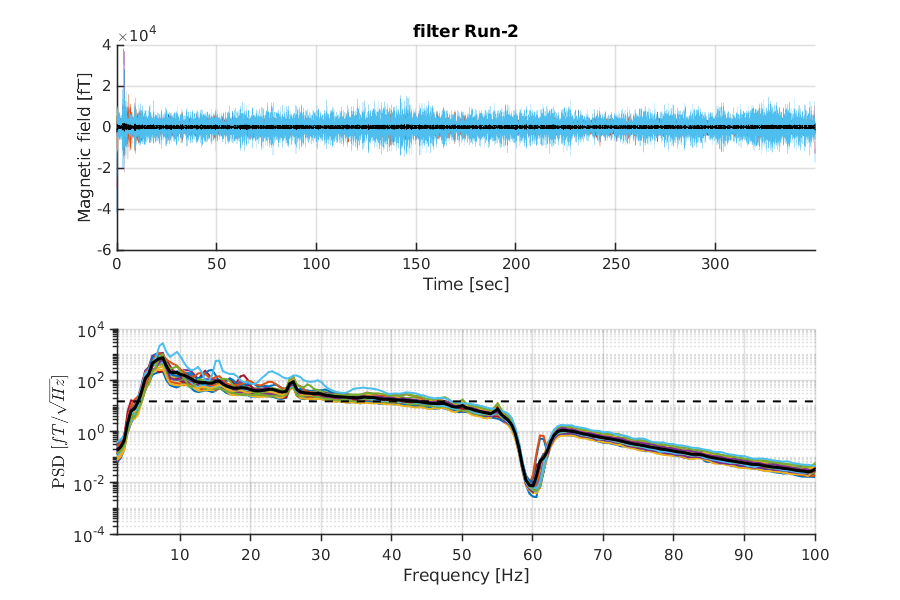 filter Run-2
×10^4
4
2
0
-2
-4
-6
Magnetic field [fT]
0 50 100 150 200 250 300
Time [sec]
10^4
10^2
10^0
10^-2
10^-4
PSD [fT/√Hz]
10 20 30 40 50 60 70 80 90 100
Frequency [Hz]